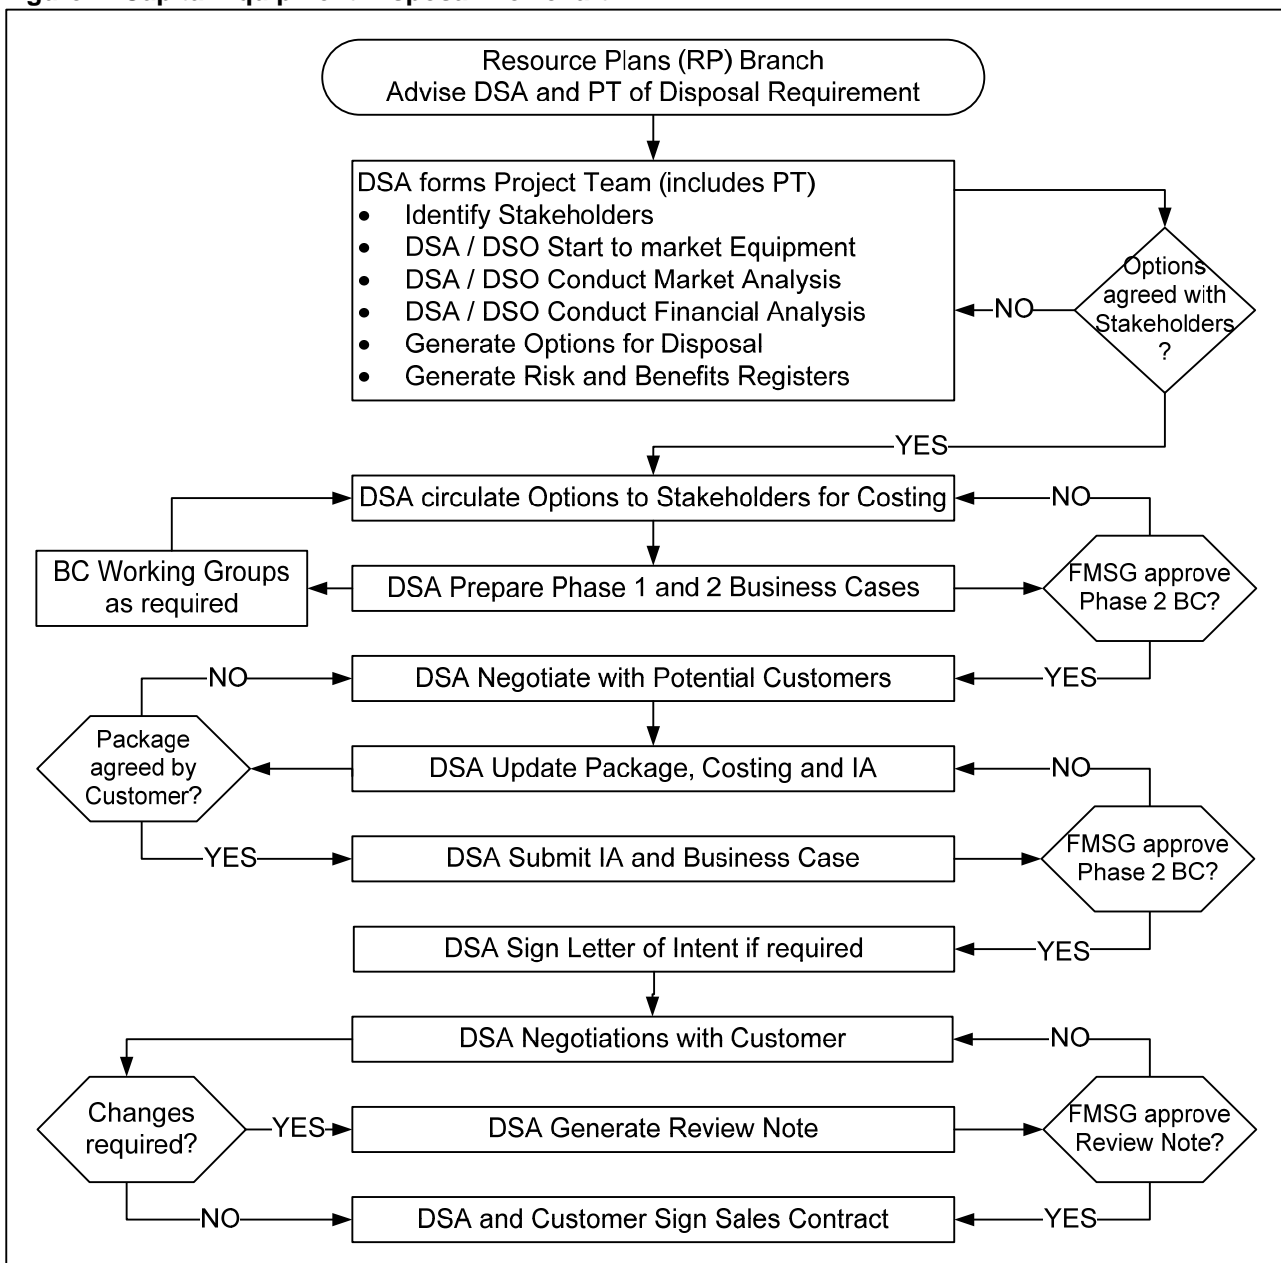 Resource Plans (RP) Branch
Advise DSA and PT of Disposal Requirement
DSA forms Project Team (includes PT)
• Identify Stakeholders
• DSA / DSO Start to market Equipment
• DSA / DSO Conduct Market Analysis
• DSA / DSO Conduct Financial Analysis
• Generate Options for Disposal
• Generate Risk and Benefits Registers
Options
agreed with
Stakeholders
?
NO
YES
DSA circulate Options to Stakeholders for Costing
NO
BC Working Groups
as required
DSA Prepare Phase 1 and 2 Business Cases
FMSG approve
Phase 2 BC?
NO
DSA Negotiate with Potential Customers
YES
Package
agreed by
Customer?
DSA Update Package, Costing and IA
NO
YES
DSA Submit IA and Business Case
FMSG approve
Phase 2 BC?
DSA Sign Letter of Intent if required
YES
DSA Negotiations with Customer
NO
Changes
required?
YES
DSA Generate Review Note
FMSG approve
Review Note?
NO
DSA and Customer Sign Sales Contract
YES